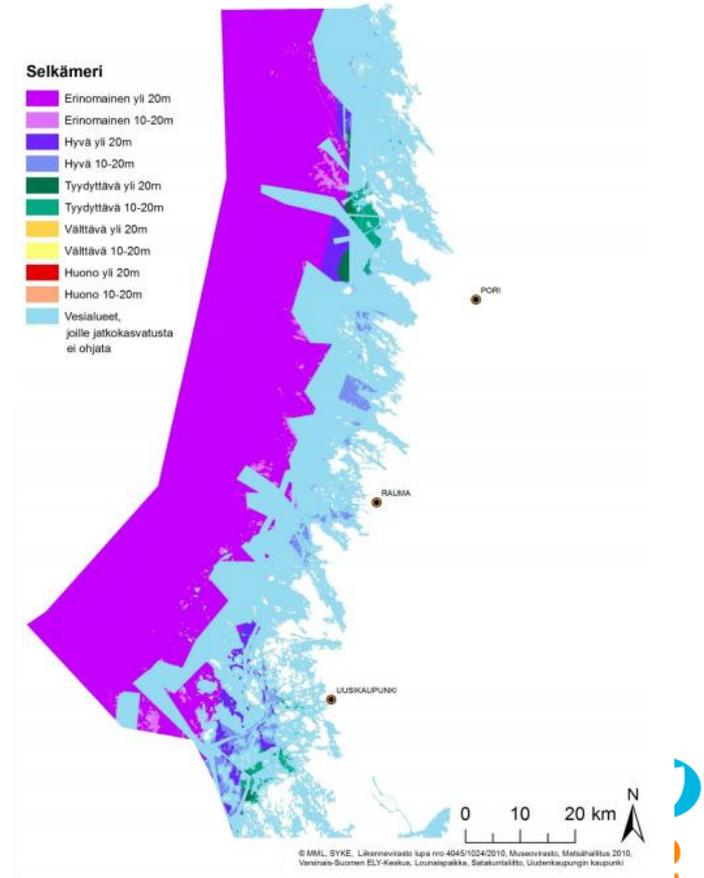 Selkämeri
Erinomainen yli 20m
Erinomainen 10-20m
Hyvä yli 20m
Hyvä 10-20m
Tyydyttävä yli 20m
Tyydyttävä 10-20m
Välttävä yli 20m
Välttävä 10-20m
Huono yli 20m
Huono 10-20m
Vesialueet,
joille jatkokasvatusta
ei ohjata
PORI
RAUMA
UUSIKAUPUNKI
N
0 10 20 km
© MML, SYKE, Liikennevirasto lupa nro 4045/1024/2010, Museovirasto, Metsähallitus 2010,
Varsinais-Suomen ELY-Keskus, Lounaispaikka, Satakuntaliitto, Uudenkaupungin kaupunki